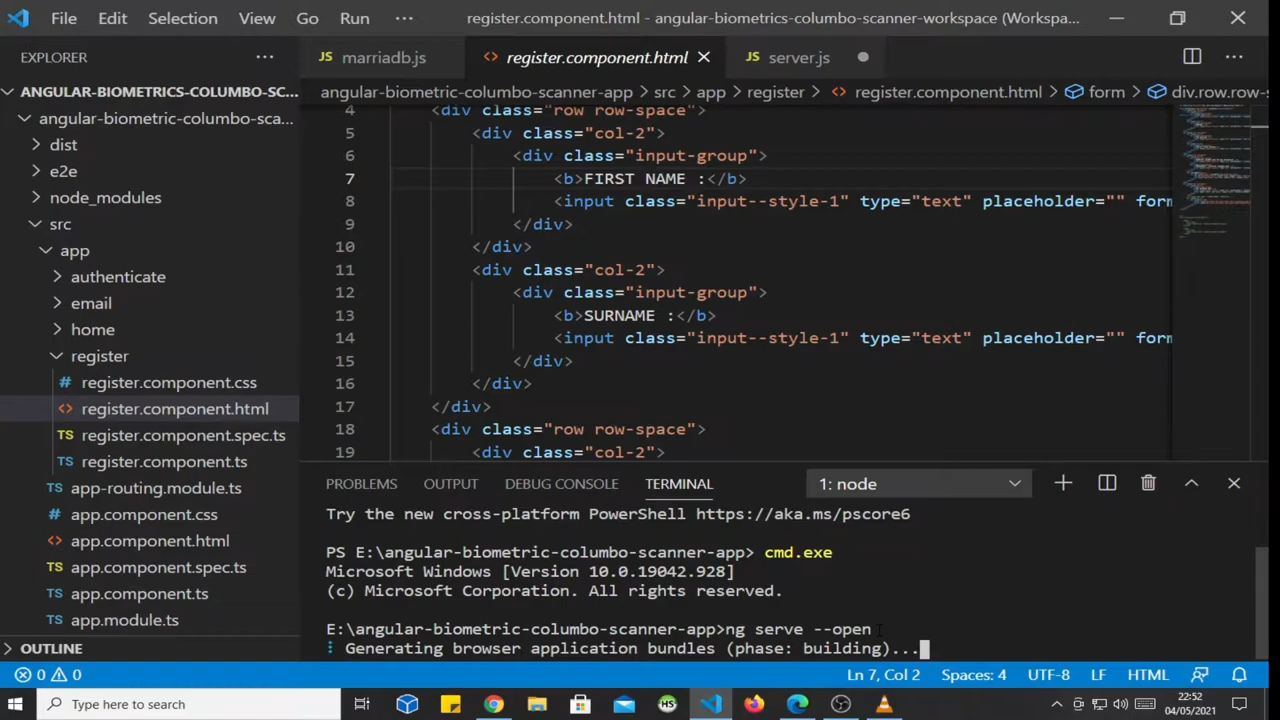 File Edit Selection View Go Run ··· register.component.html - angular-biometrics-columbo-scanner-workspace (Workspa...
EXPLORER ···
JS marriadb.js <> register.component.html JS server.js ···
ANGULAR-BIOMETRICS-COLUMBO-SC...
angular-biometric-columbo-scanner-app > src > app > register > <> register.component.html > form > div.row.row-s
angular-biometric-columbo-sca...
dist
e2e
node_modules
src
app
authenticate
email
home
register
# register.component.css
<> register.component.html
TS register.component.spec.ts
TS register.component.ts
TS app-routing.module.ts
# app.component.css
<> app.component.html
TS app.component.spec.ts
TS app.component.ts
TS app.module.ts
OUTLINE
4 <div class="row row-space">
5 <div class="col-2">
6 <div class="input-group">
7 <b>FIRST NAME :</b>
8 <input class="input--style-1" type="text" placeholder="" form
9 </div>
10 </div>
11 <div class="col-2">
12 <div class="input-group">
13 <b>SURNAME :</b>
14 <input class="input--style-1" type="text" placeholder="" form
15 </div>
16 </div>
17 </div>
18 <div class="row row-space">
19 <div class="col-2">
PROBLEMS OUTPUT DEBUG CONSOLE TERMINAL 1: node
Try the new cross-platform PowerShell https://aka.ms/pscore6
PS E:\angular-biometric-columbo-scanner-app> cmd.exe
Microsoft Windows [Version 10.0.19042.928]
(c) Microsoft Corporation. All rights reserved.
E:\angular-biometric-columbo-scanner-app>ng serve --open
⠇ Generating browser application bundles (phase: building)...
0 0 Ln 7, Col 2 Spaces: 4 UTF-8 LF HTML
Type here to search HS 22:52
04/05/2021